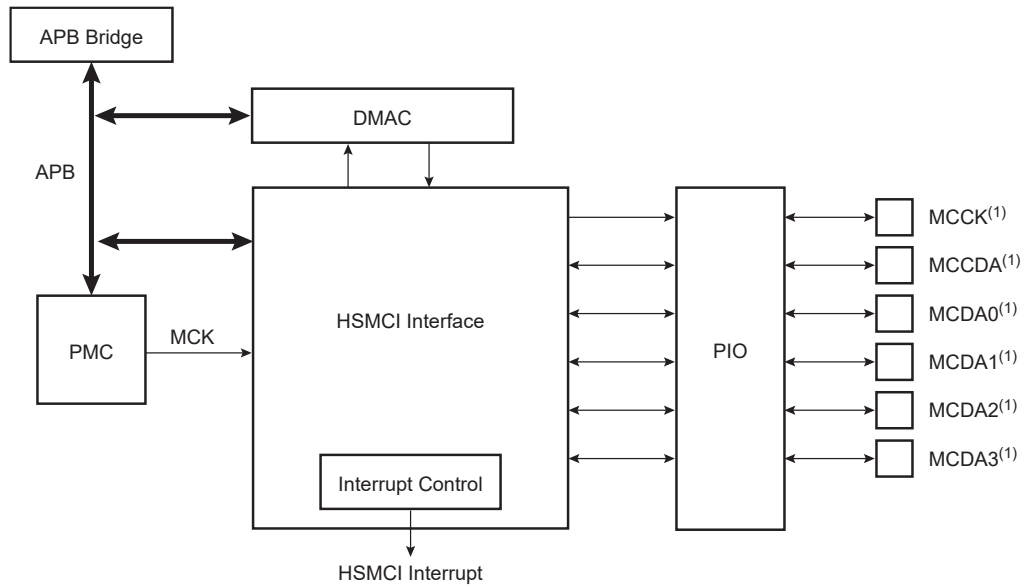 APB Bridge
DMAC
APB
MCCK(1)
MCCDA(1)
HSMCI Interface
MCDA0(1)
MCK
PMC
PIO
MCDA1(1)
MCDA2(1)
MCDA3(1)
Interrupt Control
HSMCI Interrupt